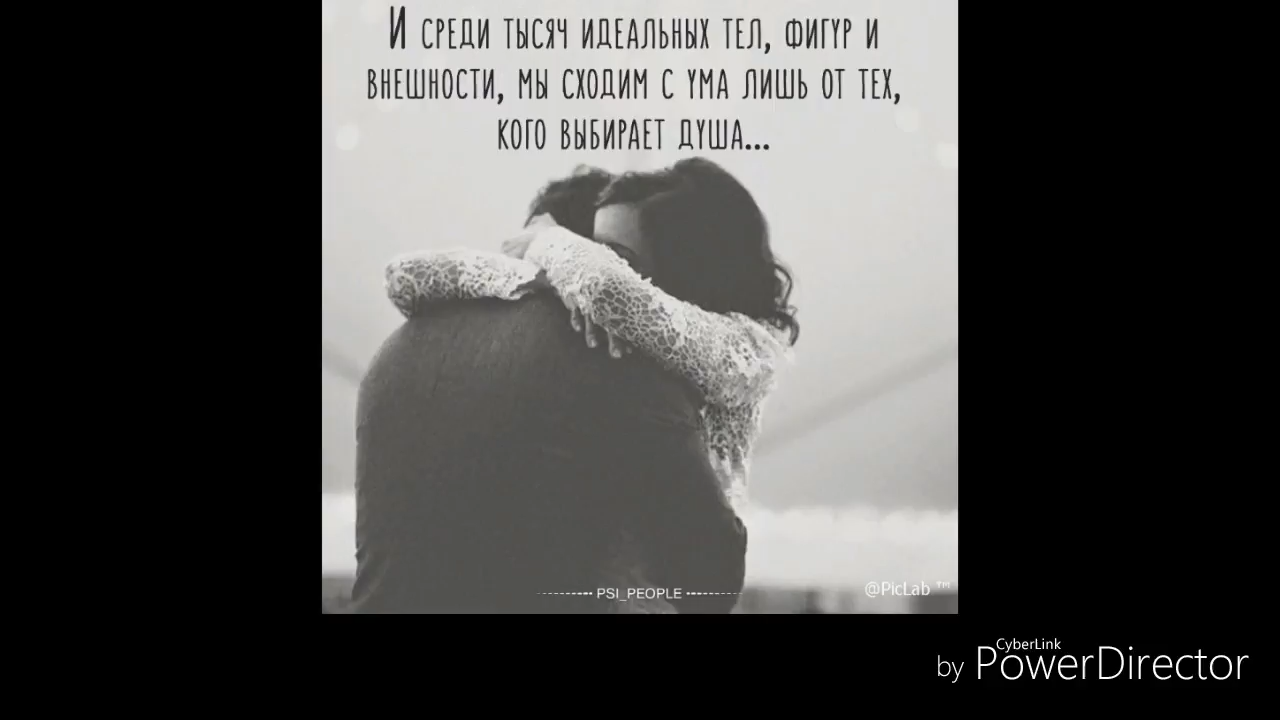 И СРЕДИ ТЫСЯЧ ИДЕАЛЬНЫХ ТЕЛ, ФИГУР И
ВНЕШНОСТИ, МЫ СХОДИМ С УМА ЛИШЬ ОТ ТЕХ,
КОГО ВЫБИРАЕТ ДУША...
PSI_PEOPLE
@PicLab ™
CyberLink
by PowerDirector